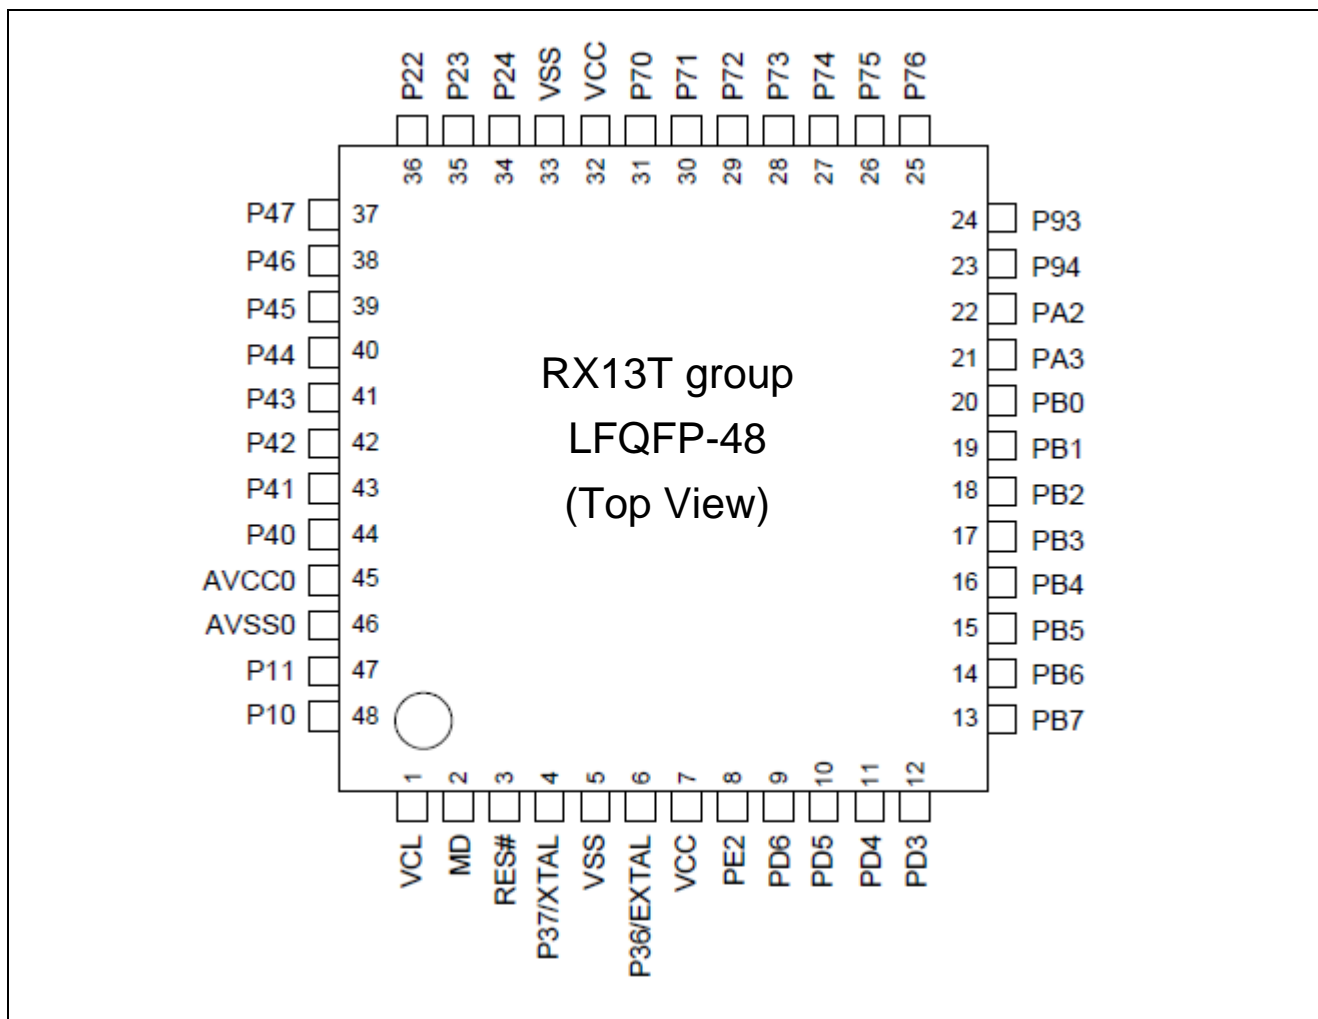 P22 P23 P24 VSS VCC P70 P71 P72 P73 P74 P75 P76
36 35 34 33 32 31 30 29 28 27 26 25
P47 37
P46 38
P45 39
P44 40
P43 41
P42 42
P41 43
P40 44
AVCC0 45
AVSS0 46
P11 47
P10 48
RX13T group
LFQFP-48
(Top View)
24 P93
23 P94
22 PA2
21 PA3
20 PB0
19 PB1
18 PB2
17 PB3
16 PB4
15 PB5
14 PB6
13 PB7
1 2 3 4 5 6 7 8 9 10 11 12
VCL MD RES# P37/XTAL VSS P36/EXTAL VCC PE2 PD6 PD5 PD4 PD3